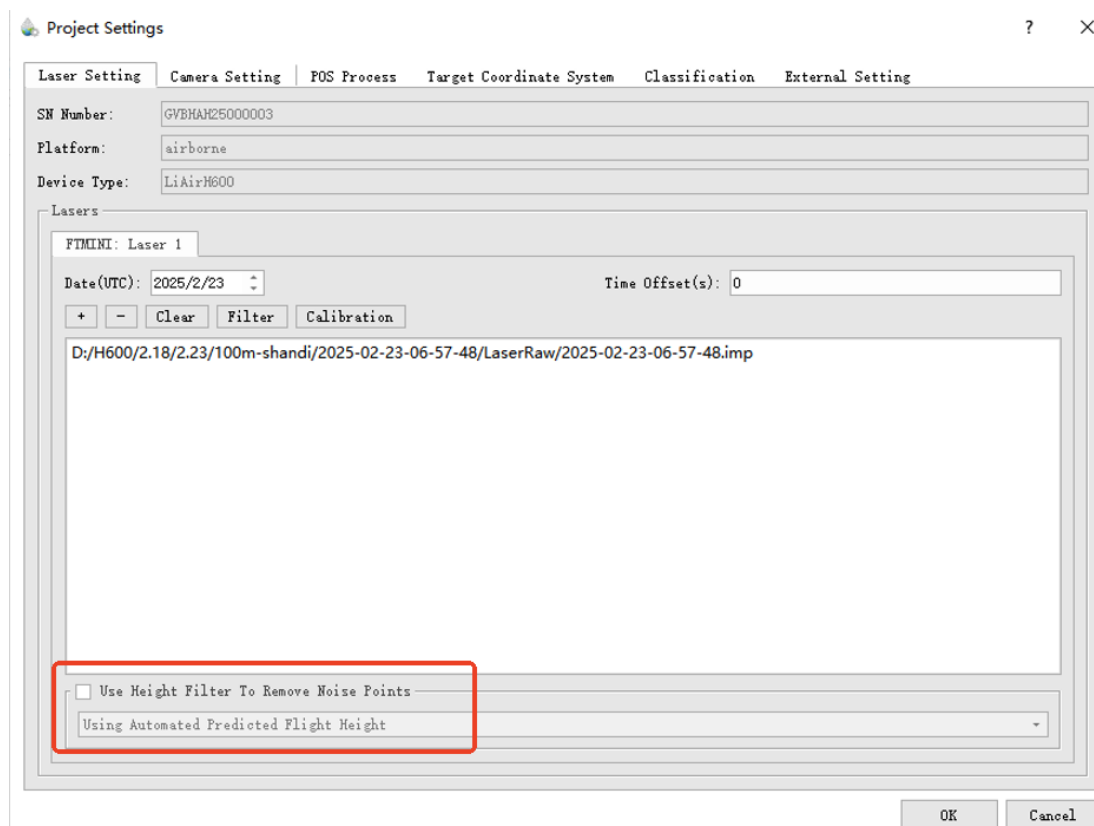 Project Settings
?
Laser Setting Camera Setting POS Process Target Coordinate System Classification External Setting
SN Number: GVBHAH25000003
Platform: airborne
Device Type: LiAirH600
Lasers
FTMINI: Laser 1
Date(UTC): 2025/2/23 Time Offset(s): 0
+ - Clear Filter Calibration
D:/H600/2.18/2.23/100m-shandi/2025-02-23-06-57-48/LaserRaw/2025-02-23-06-57-48.imp
Use Height Filter To Remove Noise Points
Using Automated Predicted Flight Height
OK Cancel